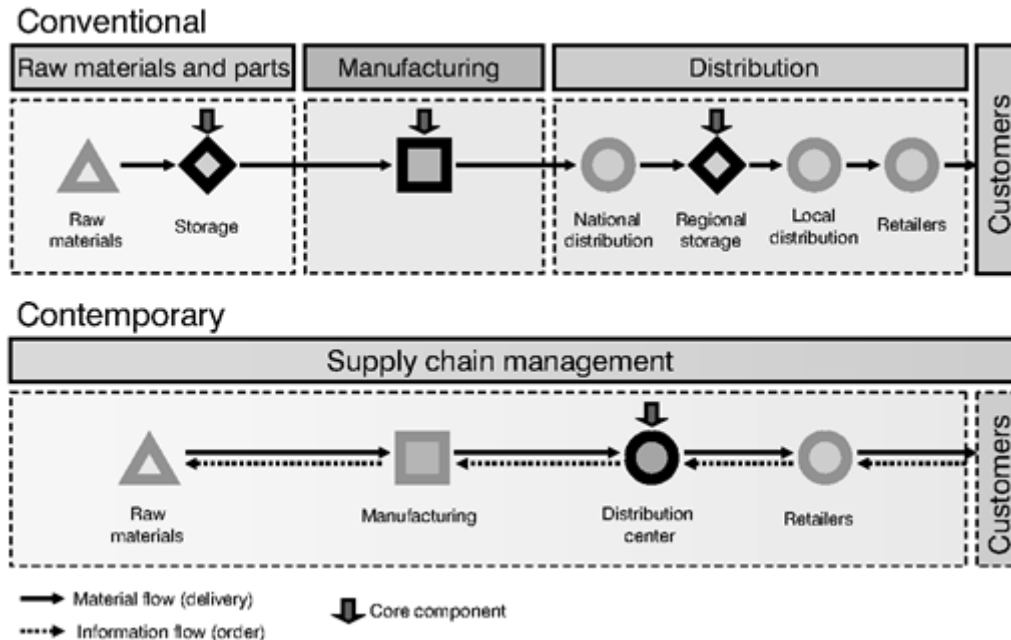 Conventional
Raw materials and parts
Manufacturing
Distribution
Customers
Raw
materials
Storage
National
distribution
Regional
storage
Local
distribution
Retailers
Contemporary
Supply chain management
Customers
Raw
materials
Manufacturing
Distribution
center
Retailers
Material flow (delivery)
Core component
Information flow (order)